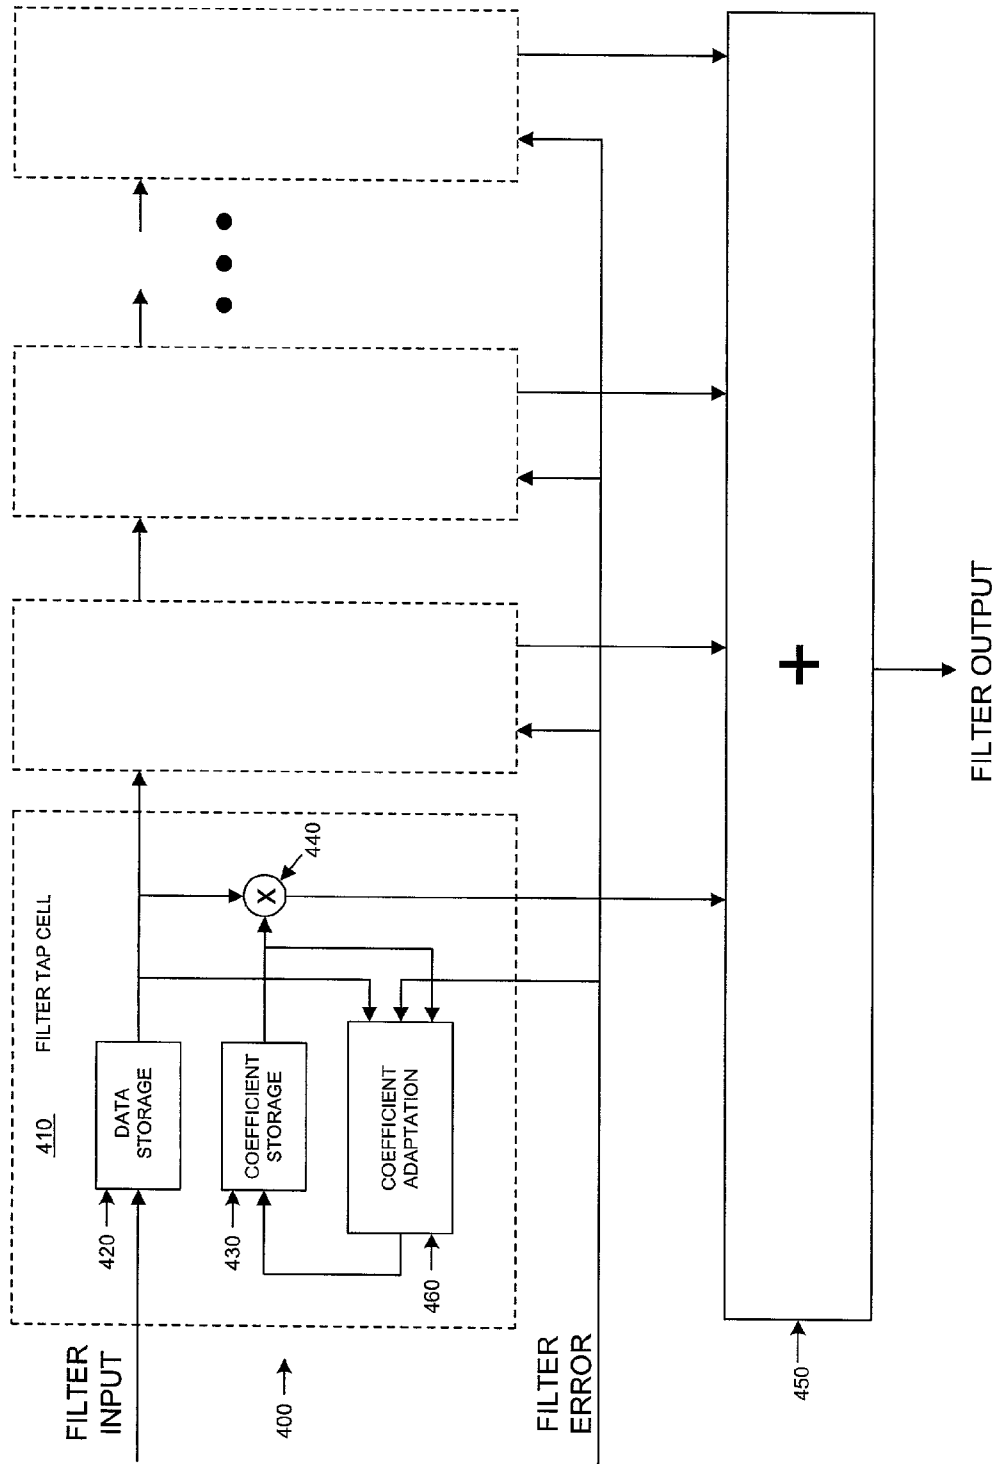 FILTER
INPUT
400
FILTER
ERROR
450
410
FILTER TAP CELL
420
DATA
STORAGE
430
COEFFICIENT
STORAGE
460
COEFFICIENT
ADAPTATION
X
440
+
FILTER OUTPUT